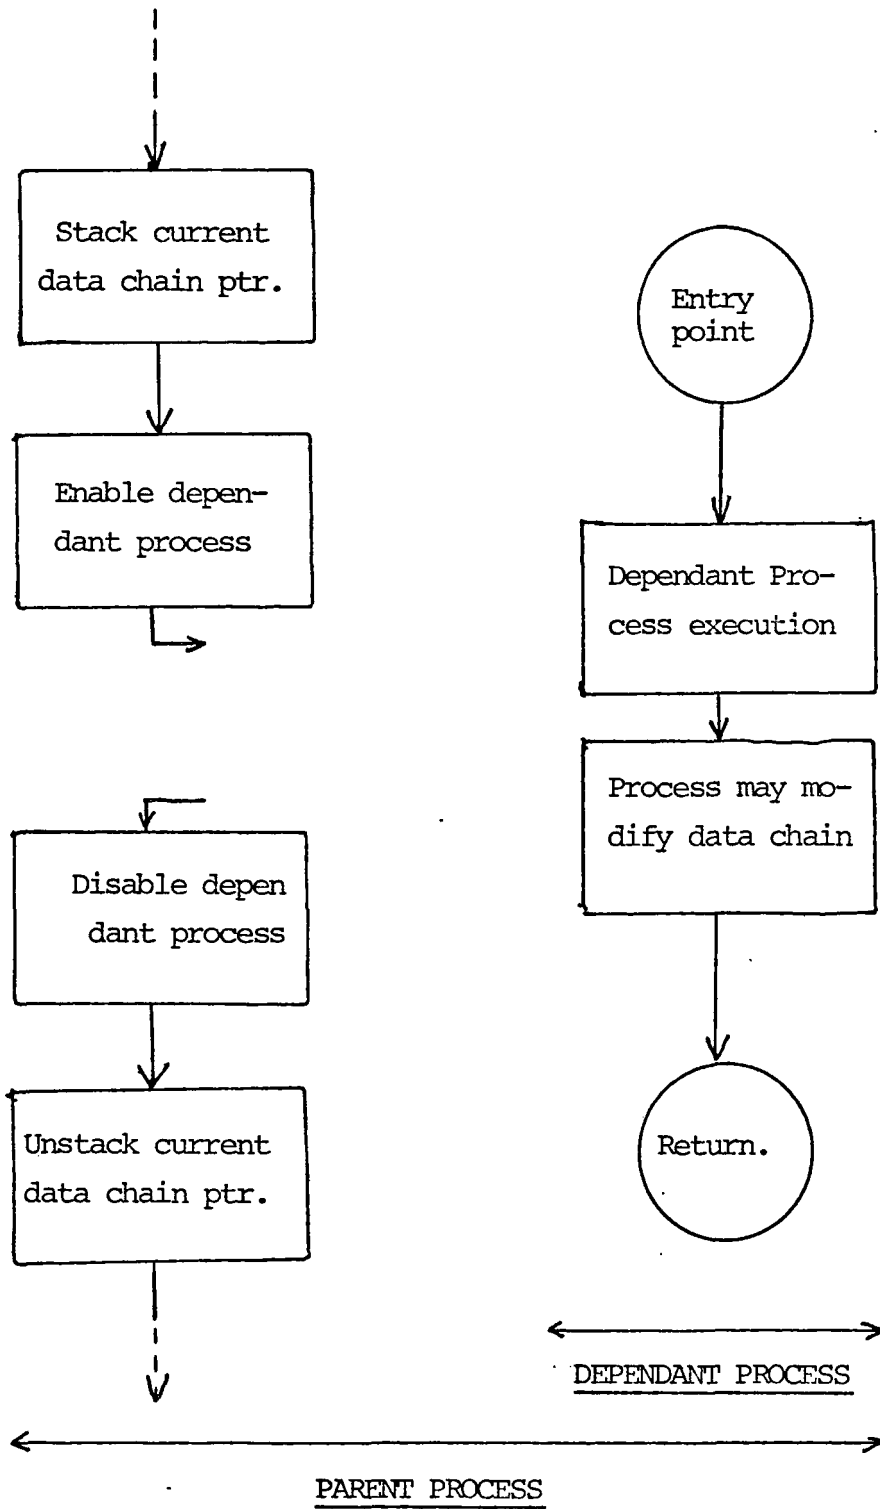 Stack current
data chain ptr.
Enable depen-
dant process
Disable depen
dant process
Unstack current
data chain ptr.
Entry
point
Dependant Pro-
cess execution
Process may mo-
dify data chain
Return.
DEPENDANT PROCESS
PARENT PROCESS